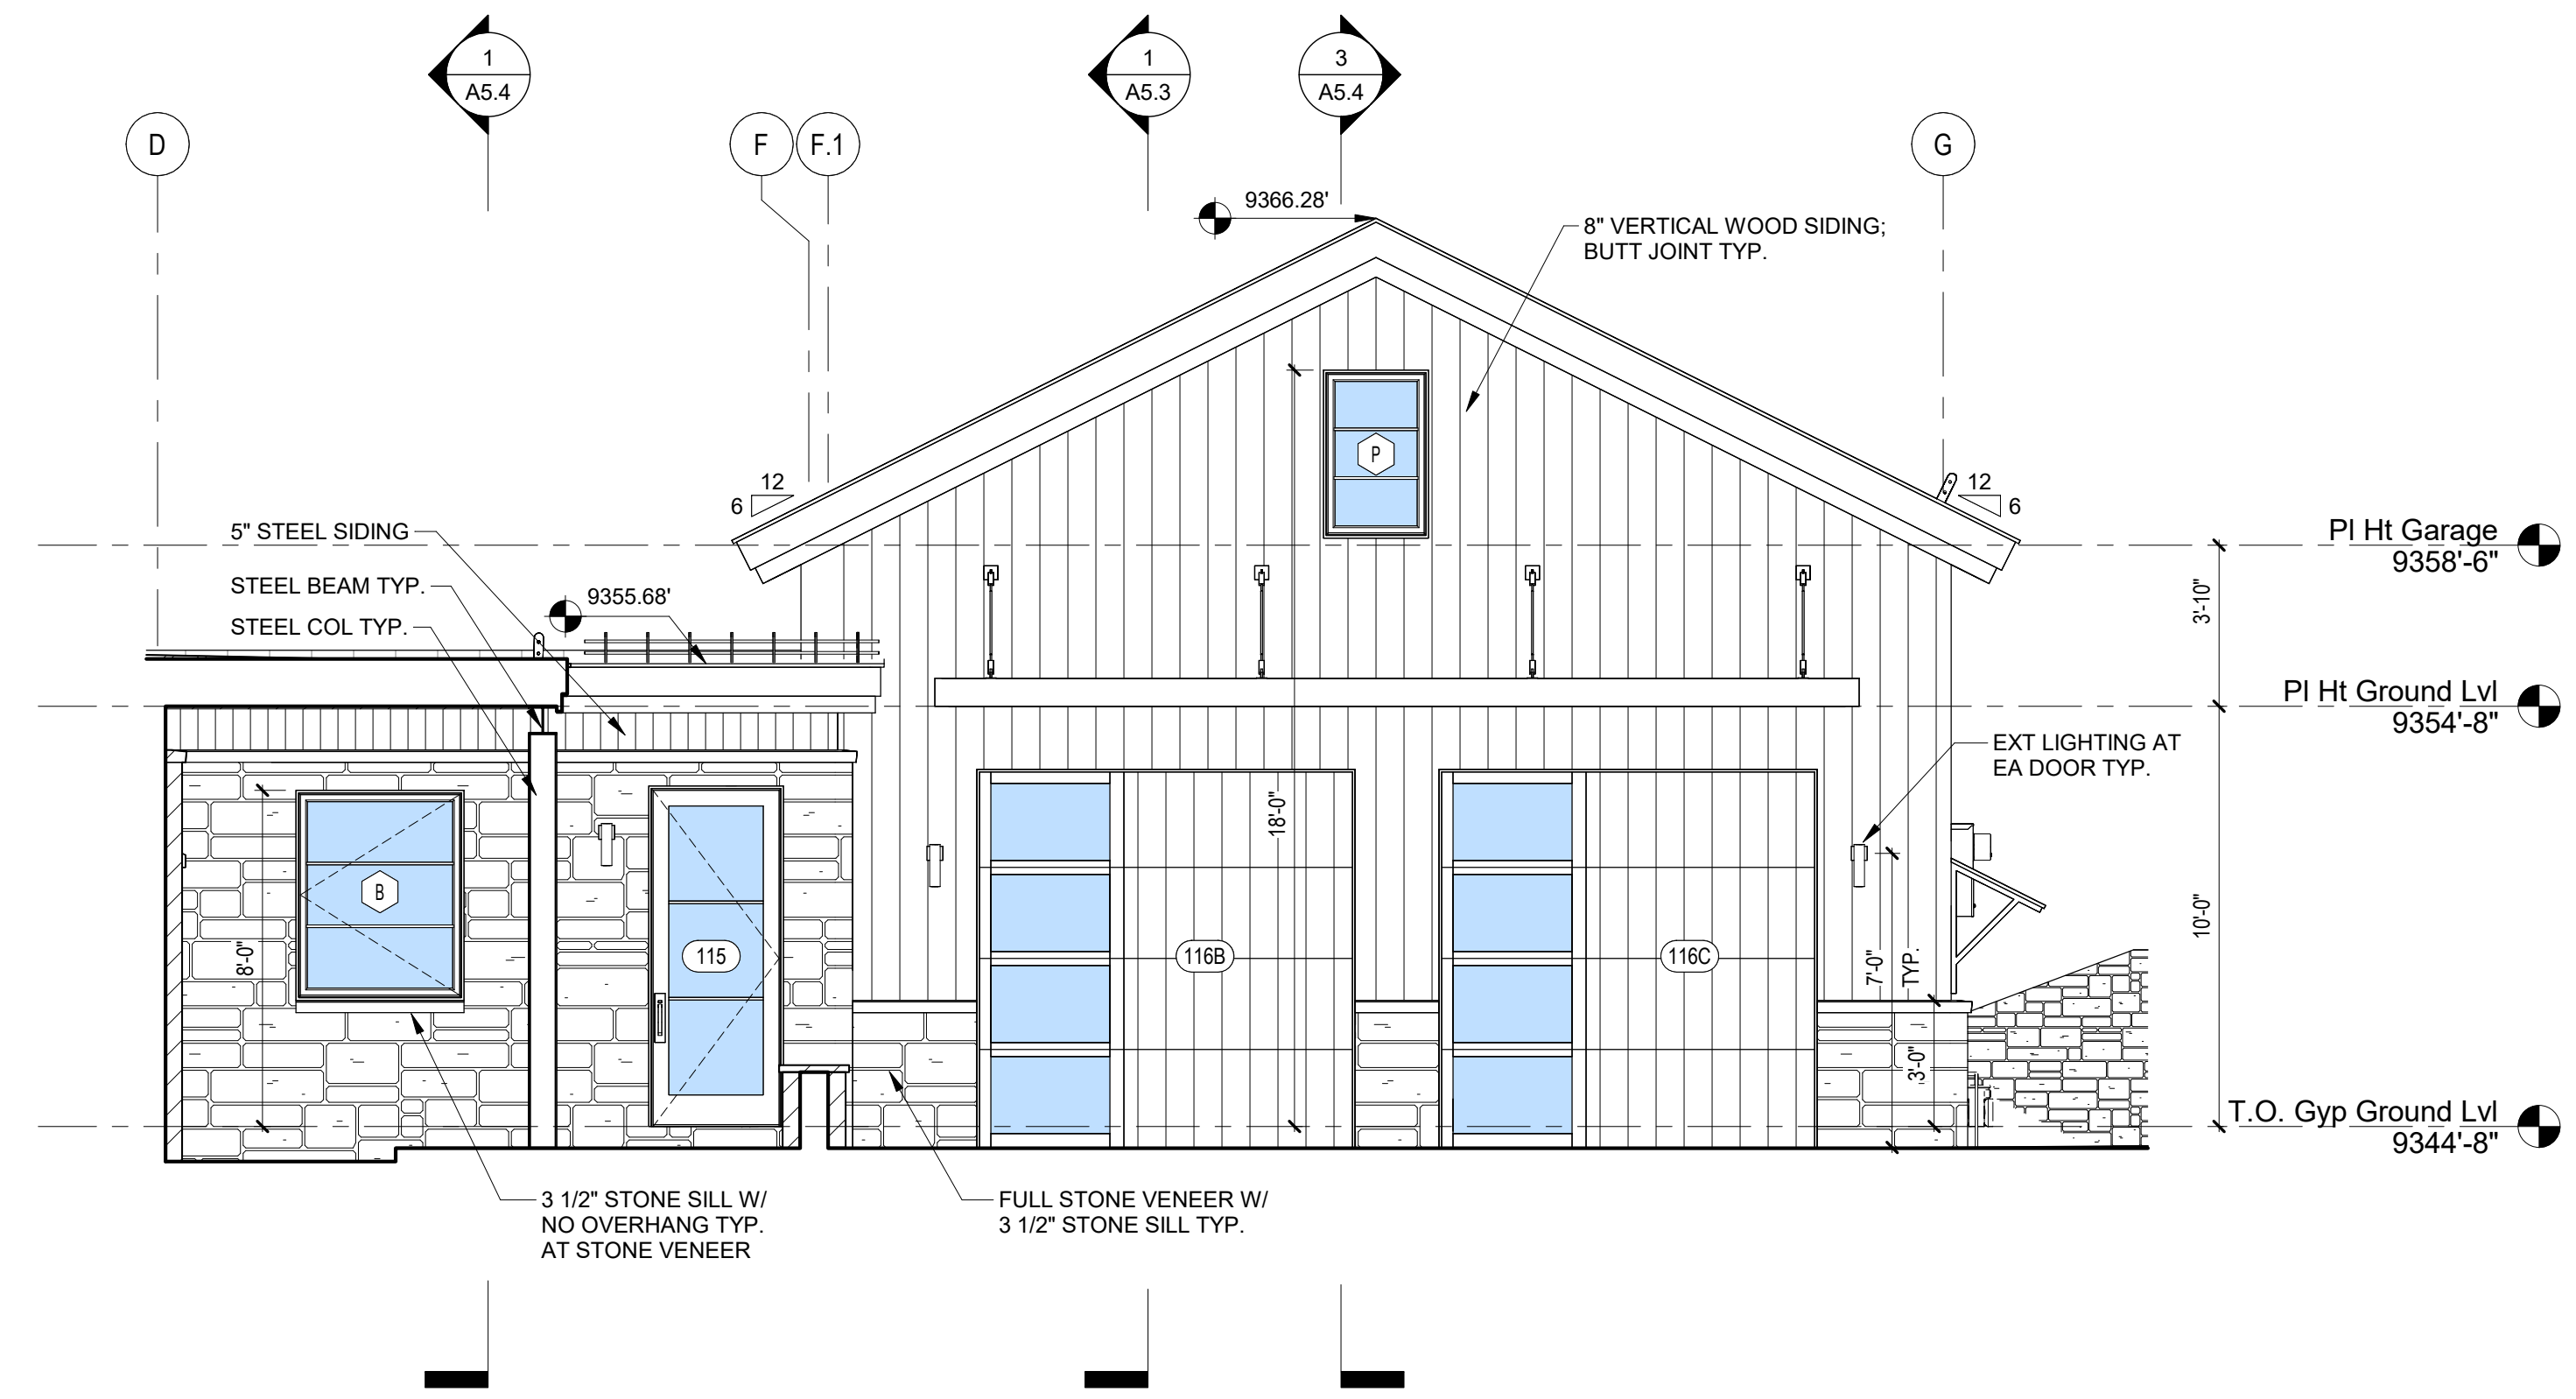 1
A5.4
1
A5.3
3
A5.4
D
F
F.1
G
9366.28'
8" VERTICAL WOOD SIDING;
BUTT JOINT TYP.
P
12
6
12
6
5" STEEL SIDING
STEEL BEAM TYP.
STEEL COL TYP.
9355.68'
Pl Ht Garage
9358'-6"
3'-10"
Pl Ht Ground Lvl
9354'-8"
EXT LIGHTING AT
EA DOOR TYP.
18'-0"
B
8'-0"
115
116B
116C
7'-0"
TYP.
3'-0"
10'-0"
T.O. Gyp Ground Lvl
9344'-8"
3 1/2" STONE SILL W/
NO OVERHANG TYP.
AT STONE VENEER
FULL STONE VENEER W/
3 1/2" STONE SILL TYP.